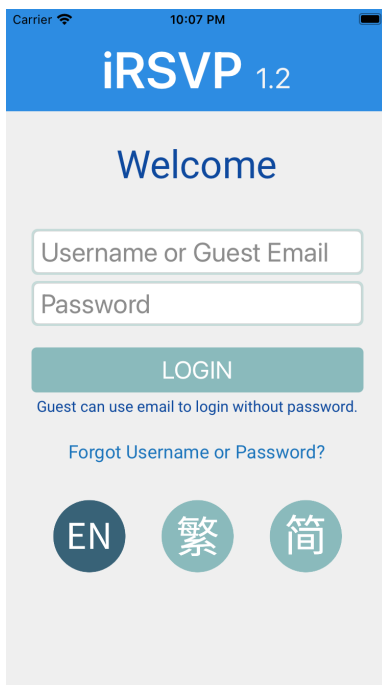 Carrier 10:07 PM
iRSVP 1.2
Welcome
Username or Guest Email
Password
LOGIN
Guest can use email to login without password.
Forgot Username or Password?
EN 繁 简